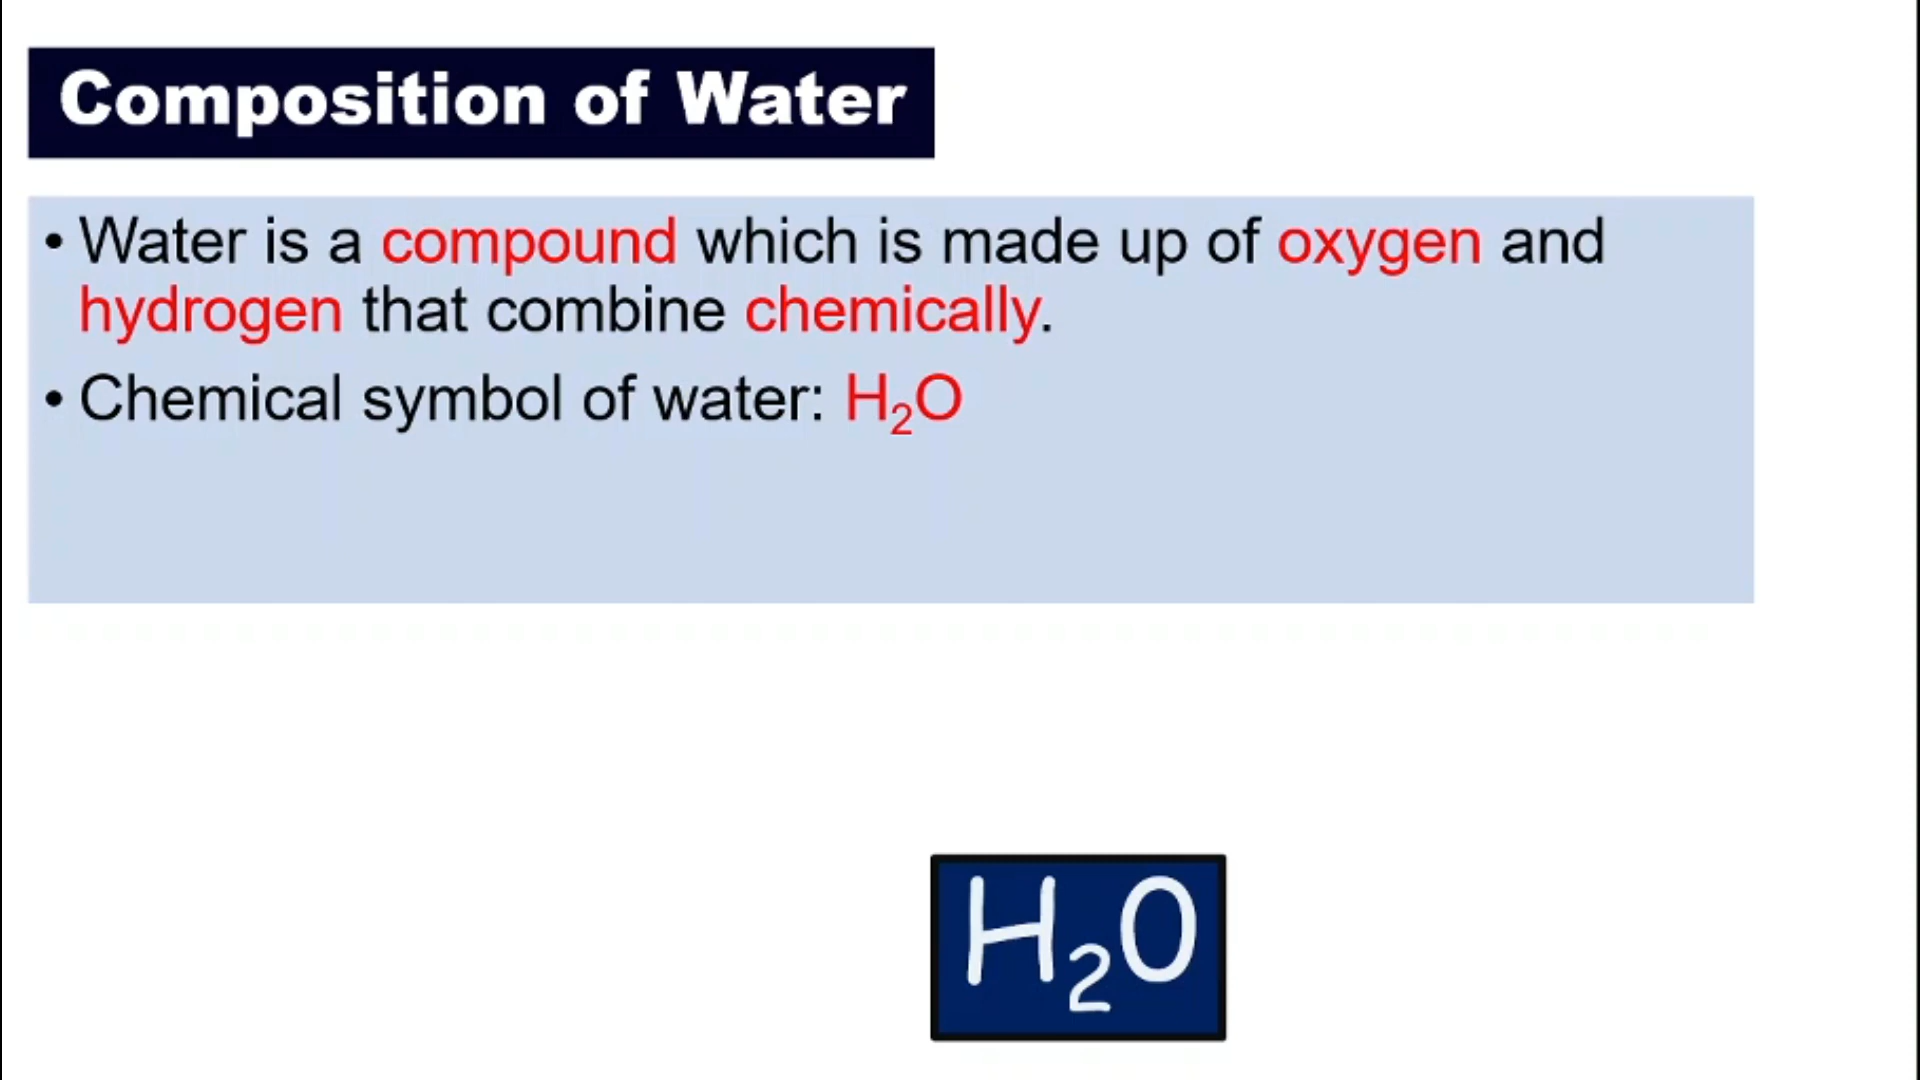 Composition of Water
• Water is a compound which is made up of oxygen and
hydrogen that combine chemically.
• Chemical symbol of water: H₂O
H₂O